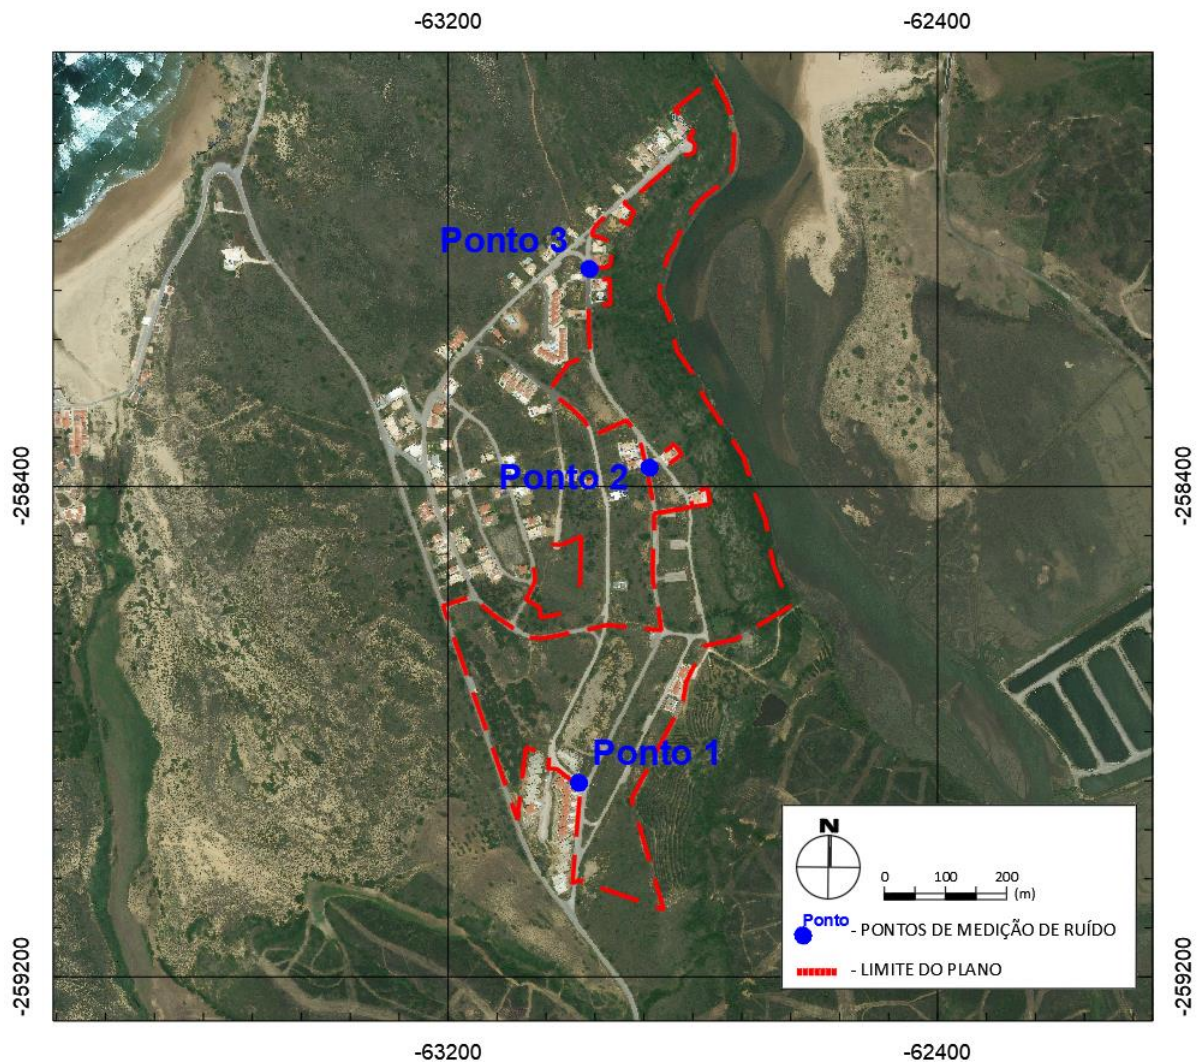 -63200
-62400
Ponto 3
Ponto 2
-258400
-258400
Ponto 1
N
0
100
200
(m)
Ponto
- PONTOS DE MEDIÇÃO DE RUÍDO
- LIMITE DO PLANO
-259200
-259200
-63200
-62400